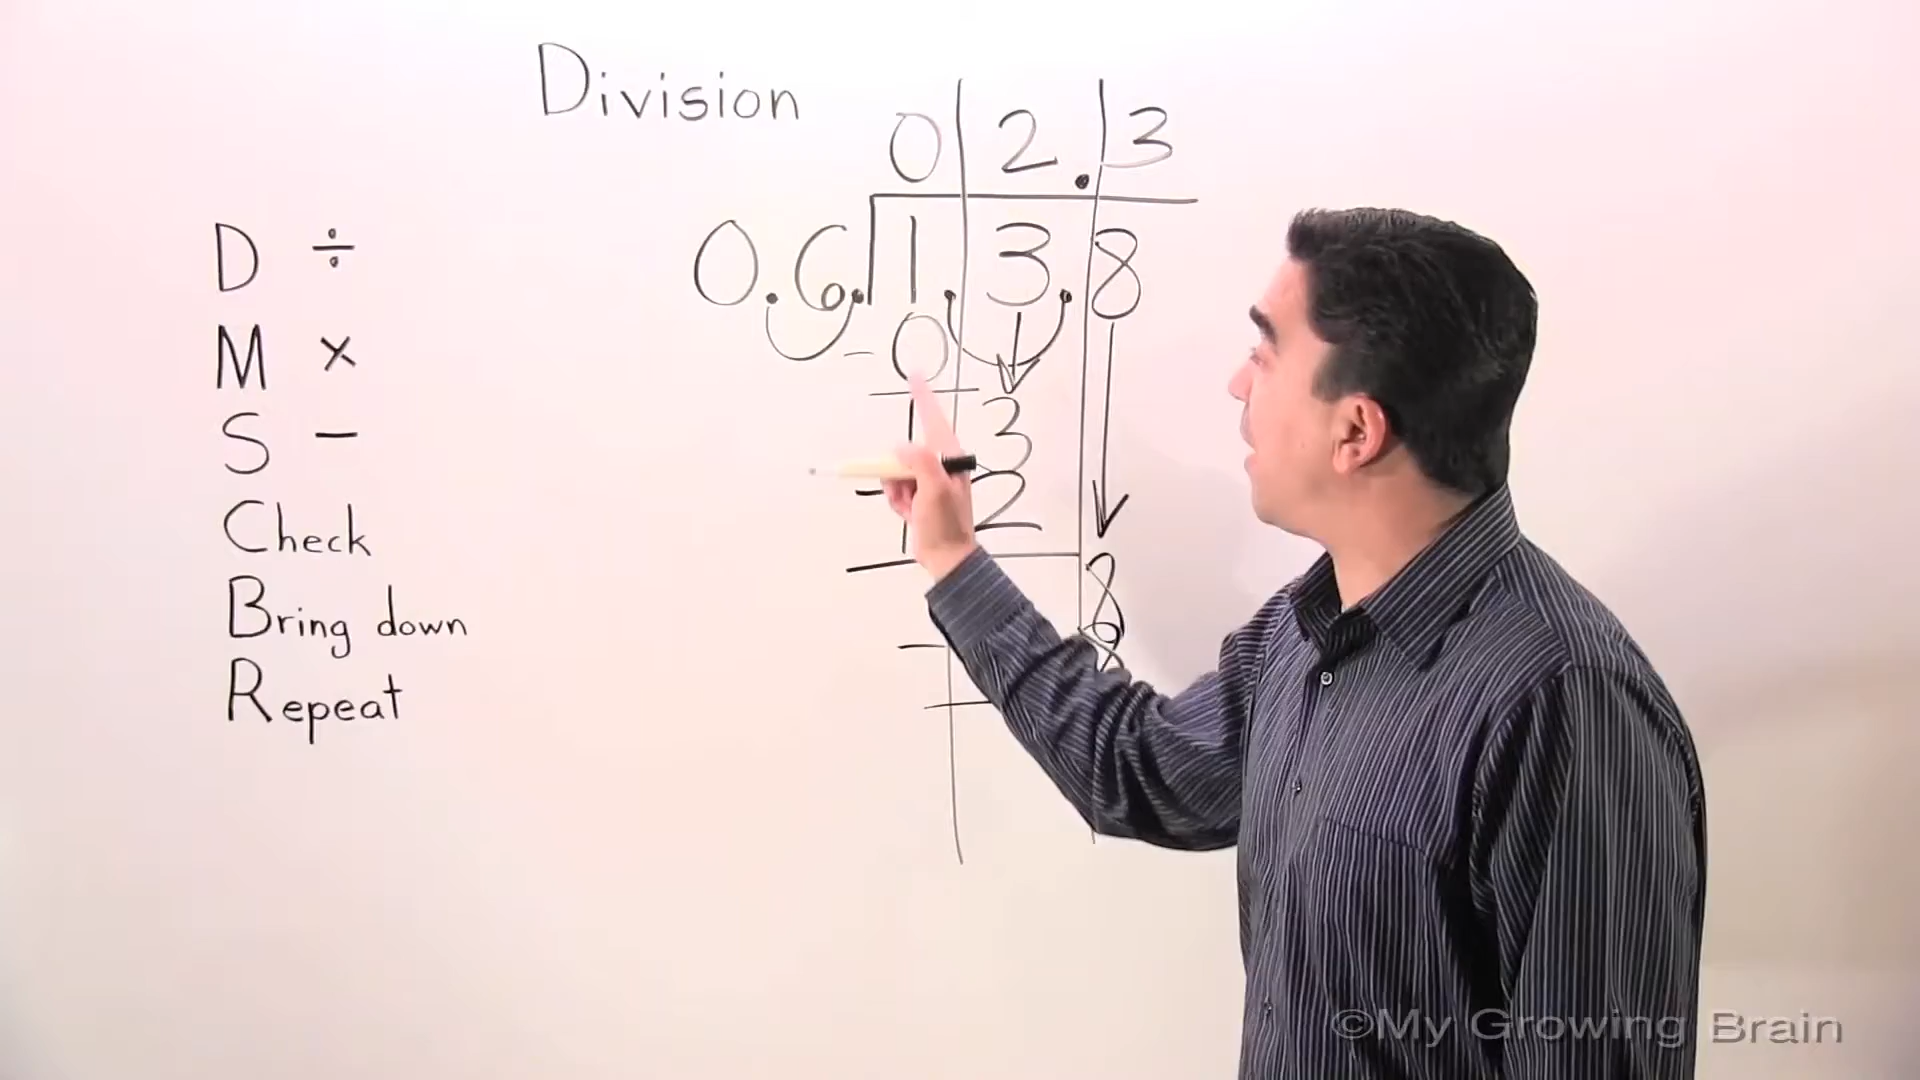 Division
0 2.3
0.6. 1.3.8
-0
1 3
- 1 2
8
-
D ÷
M ×
S −
Check
Bring down
Repeat
©My Growing Brain